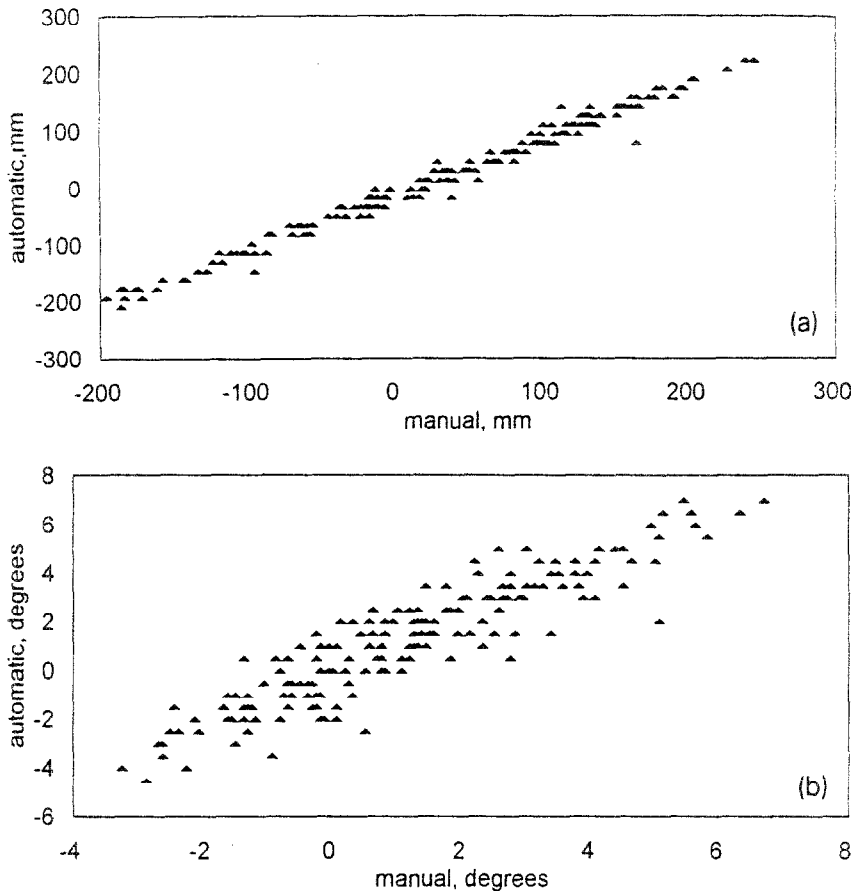 300
200
100
0
-100
-200
-300
automatic,mm
(a)
-200 -100 0 100 200 300
manual, mm
8
6
4
2
0
-2
-4
-6
automatic, degrees
(b)
-4 -2 0 2 4 6 8
manual, degrees